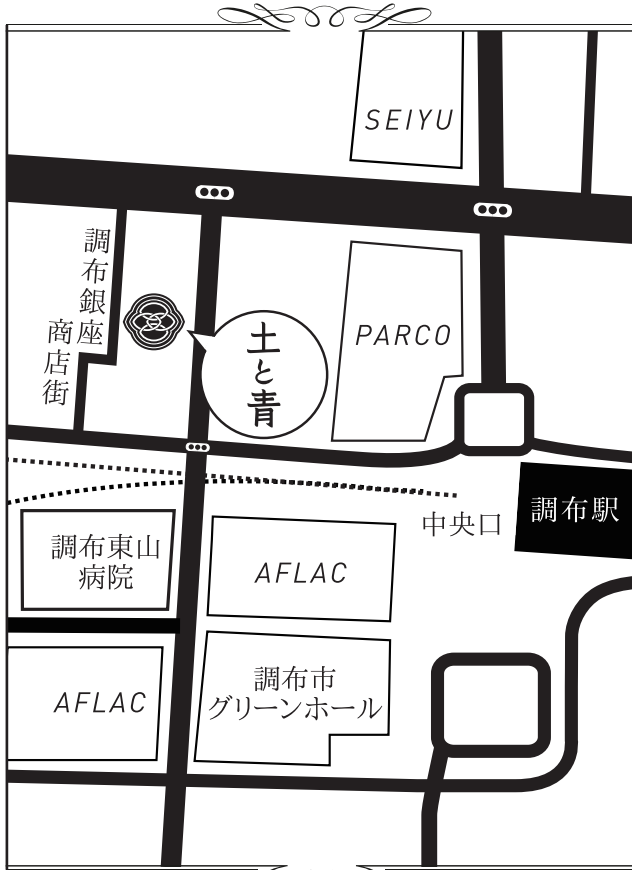 SEIYU
調布銀座
商店街
土と青
PARCO
中央口
調布駅
調布東山
病院
AFLAC
調布市
グリーンホール
AFLAC